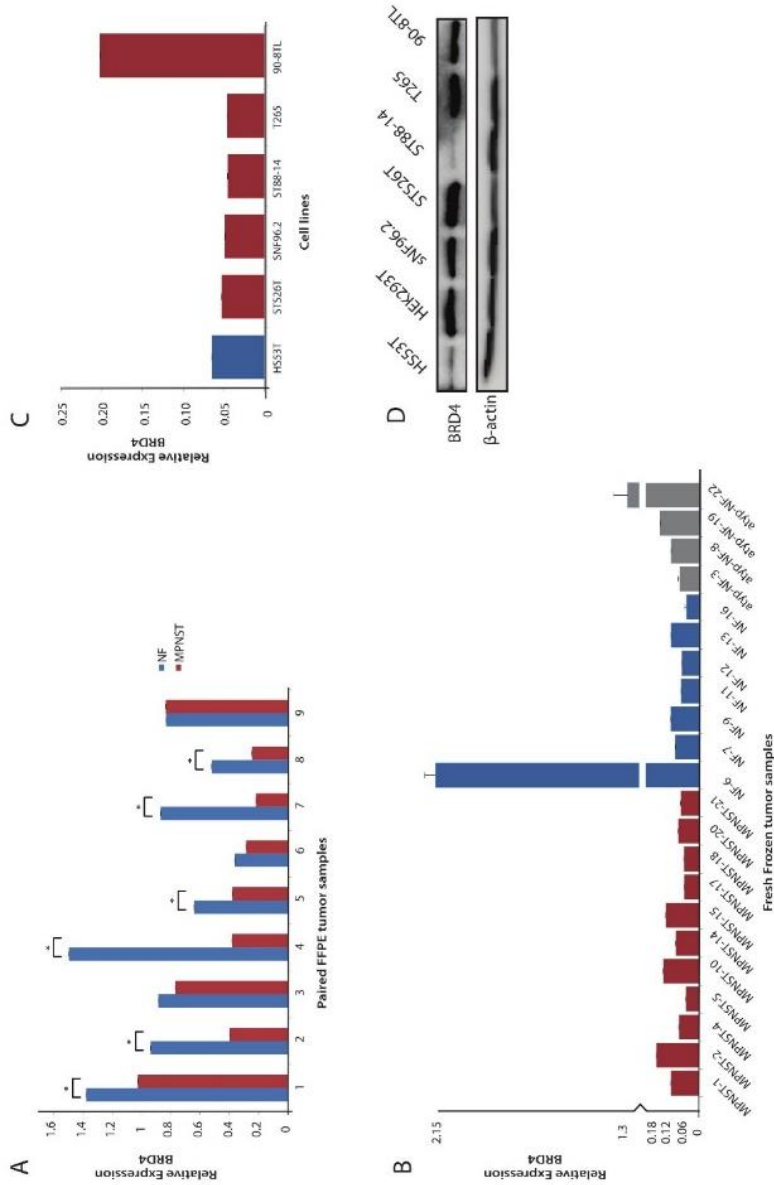 A
Relative Expression
BRD4
1.6
1.4
1.2
1
0.8
0.6
0.4
0.2
0
* * * * * *
1 2 3 4 5 6 7 8 9
Paired FFPE tumor samples
NF
MPNST
B
Relative Expression
BRD4
2.15
1.3
0.18
0.12
0.06
0
MPNST-1
MPNST-2
MPNST-4
MPNST-5
MPNST-10
MPNST-14
MPNST-15
MPNST-17
MPNST-18
MPNST-20
MPNST-21
NF-6
NF-7
NF-9
NF-11
NF-12
NF-13
NF-16
atyp-NF-3
atyp-NF-8
atyp-NF-19
atyp-NF-22
Fresh Frozen tumor samples
C
Relative Expression
BRD4
0.25
0.20
0.15
0.10
0.05
0
HS53T
STS26T
SNF96.2
ST88-14
T265
90-8TL
Cell lines
D
HS53T
HEK293T
sNF96.2
STS26T
ST88-14
T265
90-8TL
BRD4
β-actin